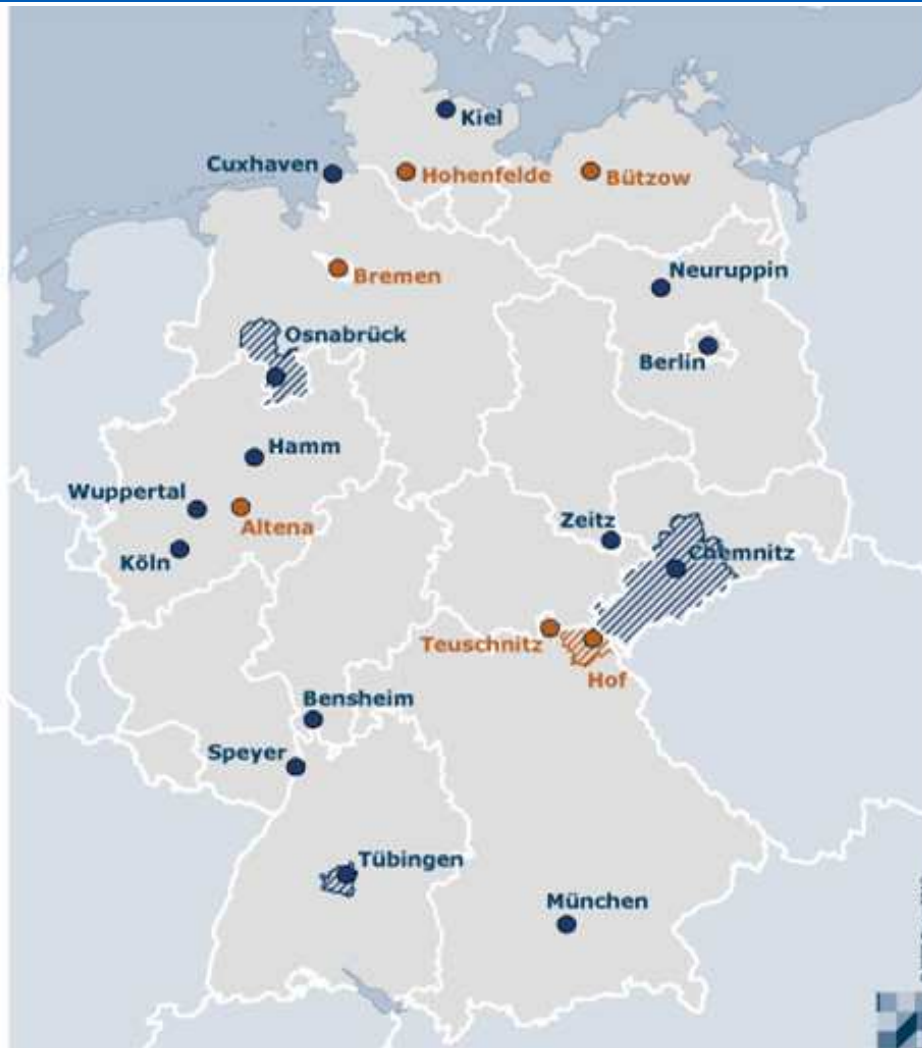 Kiel
Cuxhaven
Hohenfelde
Bützow
Bremen
Neuruppin
Osnabrück
Berlin
Hamm
Wuppertal
Altena
Zeitz
Köln
Chemnitz
Teuschnitz
Hof
Bensheim
Speyer
Tübingen
München